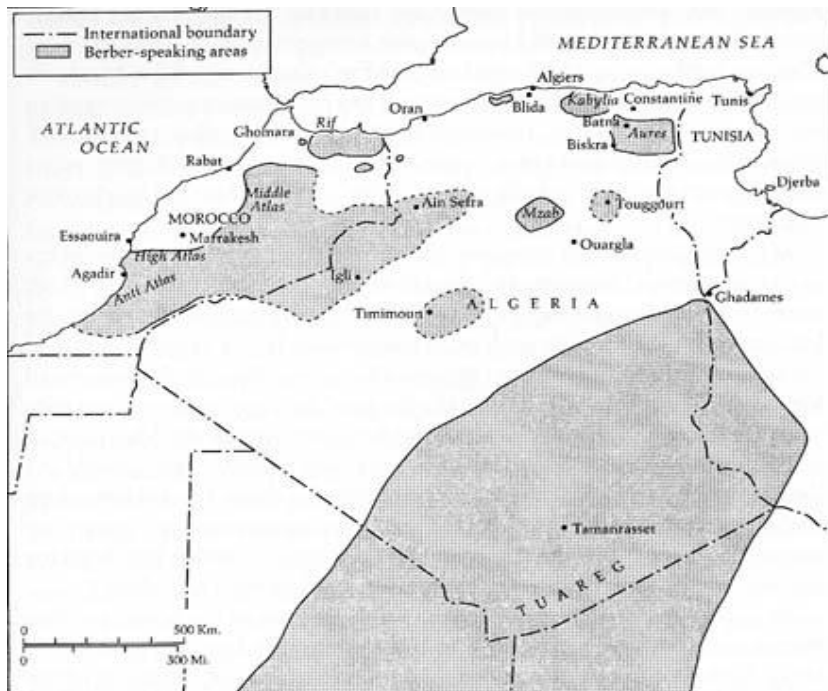 International boundary
Berber-speaking areas
MEDITERRANEAN SEA
ATLANTIC
OCEAN
Algiers
Blida
Kabylia
Constantine
Tunis
Oran
Rif
Ghomara
Batna
Aures
Biskra
TUNISIA
Rabat
Djerba
Middle
Atlas
Ain Sefra
Mzab
Touggourt
MOROCCO
Essaouira
Marrakesh
Ouargla
High Atlas
Agadir
Anti Atlas
Igli
Timimoun
ALGERIA
Ghadames
Tamanrasset
TUAREG
0 500 Km.
0 300 Mi.